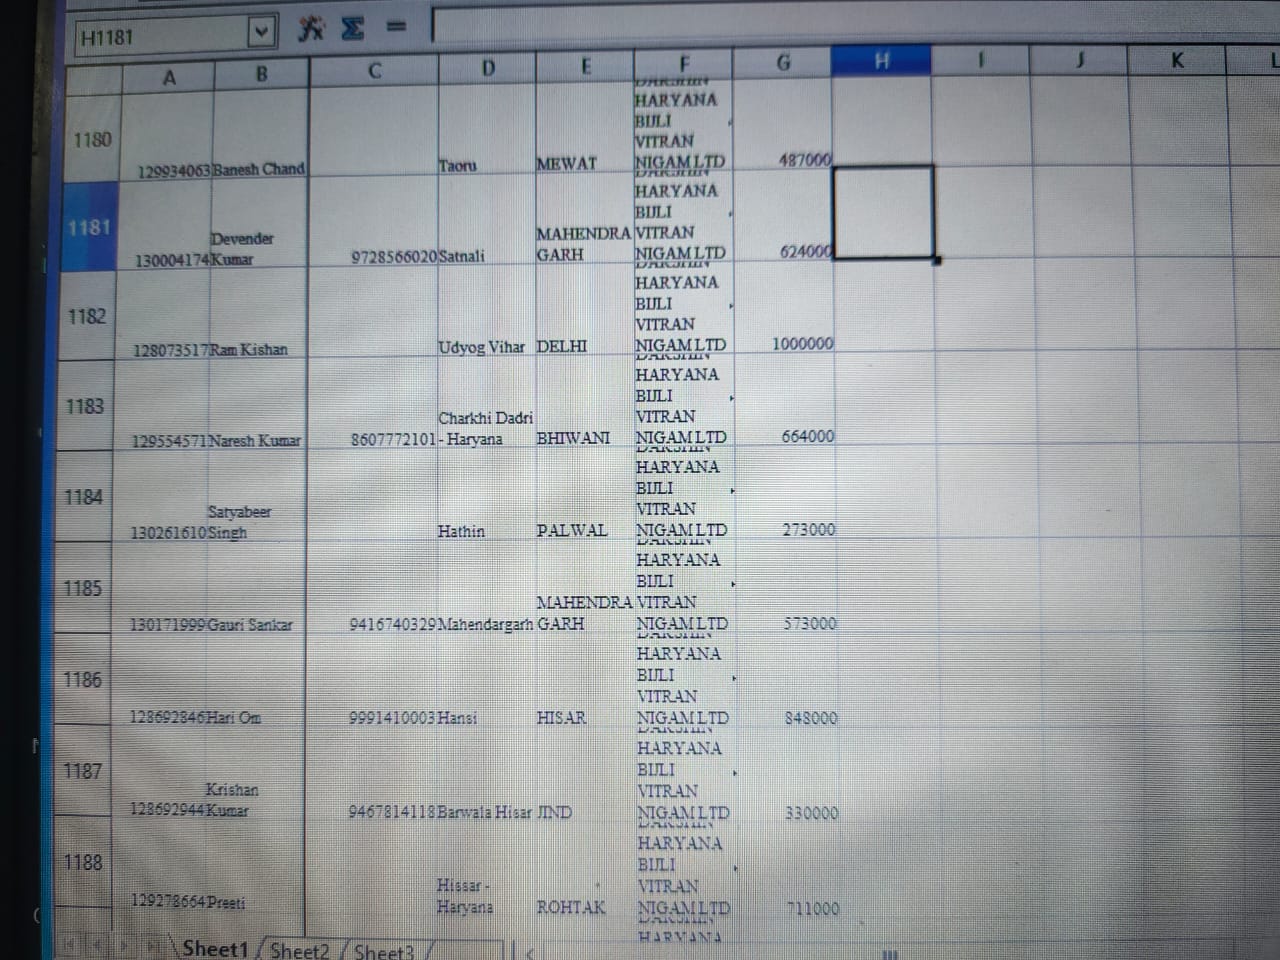 H1181
A B C D E F G H I J K L
1180 129934063 Banesh Chand Taoru MEWAT DAKSHIN HARYANA BIJLI VITRAN NIGAM LTD 487000
1181 130004174 Devender Kumar 9728566020 Satnali MAHENDRA GARH DAKSHIN HARYANA BIJLI VITRAN NIGAM LTD 624000
1182 128073517 Ram Kishan Udyog Vihar DELHI DAKSHIN HARYANA BIJLI VITRAN NIGAM LTD 1000000
1183 129554571 Naresh Kumar 8607772101 Charkhi Dadri - Haryana BHIWANI DAKSHIN HARYANA BIJLI VITRAN NIGAM LTD 664000
1184 130261610 Satyabeer Singh Hathin PALWAL DAKSHIN HARYANA BIJLI VITRAN NIGAM LTD 273000
1185 130171999 Gauri Sankar 9416740329 Mahendargarh MAHENDRA GARH DAKSHIN HARYANA BIJLI VITRAN NIGAM LTD 573000
1186 128692846 Hari Om 9991410003 Hansi HISAR DAKSHIN HARYANA BIJLI VITRAN NIGAM LTD 848000
1187 128692944 Krishan Kumar 9467814118 Barwala Hisar JIND DAKSHIN HARYANA BIJLI VITRAN NIGAM LTD 330000
1188 129278664 Preeti Hissar - Haryana ROHTAK DAKSHIN HARYANA BIJLI VITRAN NIGAM LTD 711000
DAKSHIN HARYANA
Sheet1 Sheet2 Sheet3